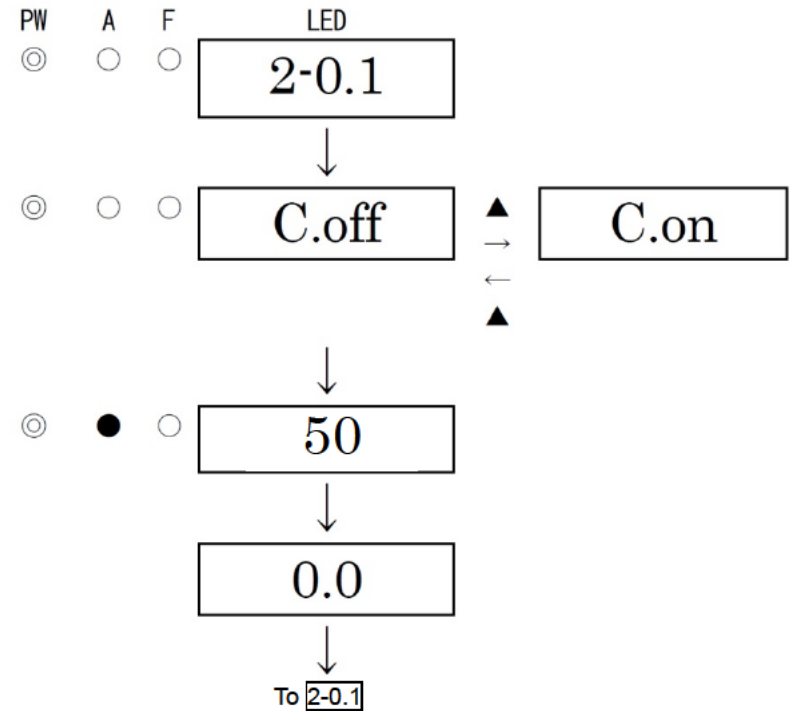 PW A F LED
2-0.1
C.off ▲ → ← ▲ C.on
50
0.0
To 2-0.1